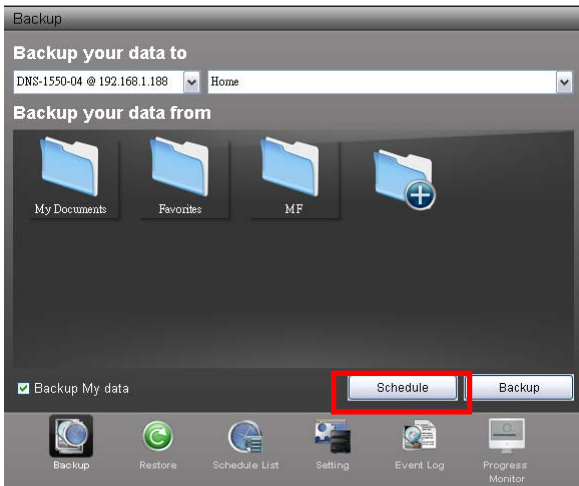 Backup
Backup your data to
DNS-1550-04 @ 192.168.1.188 Home
Backup your data from
My Documents Favorites MF
Backup My data Schedule Backup
Backup Restore Schedule List Setting Event Log Progress
Monitor